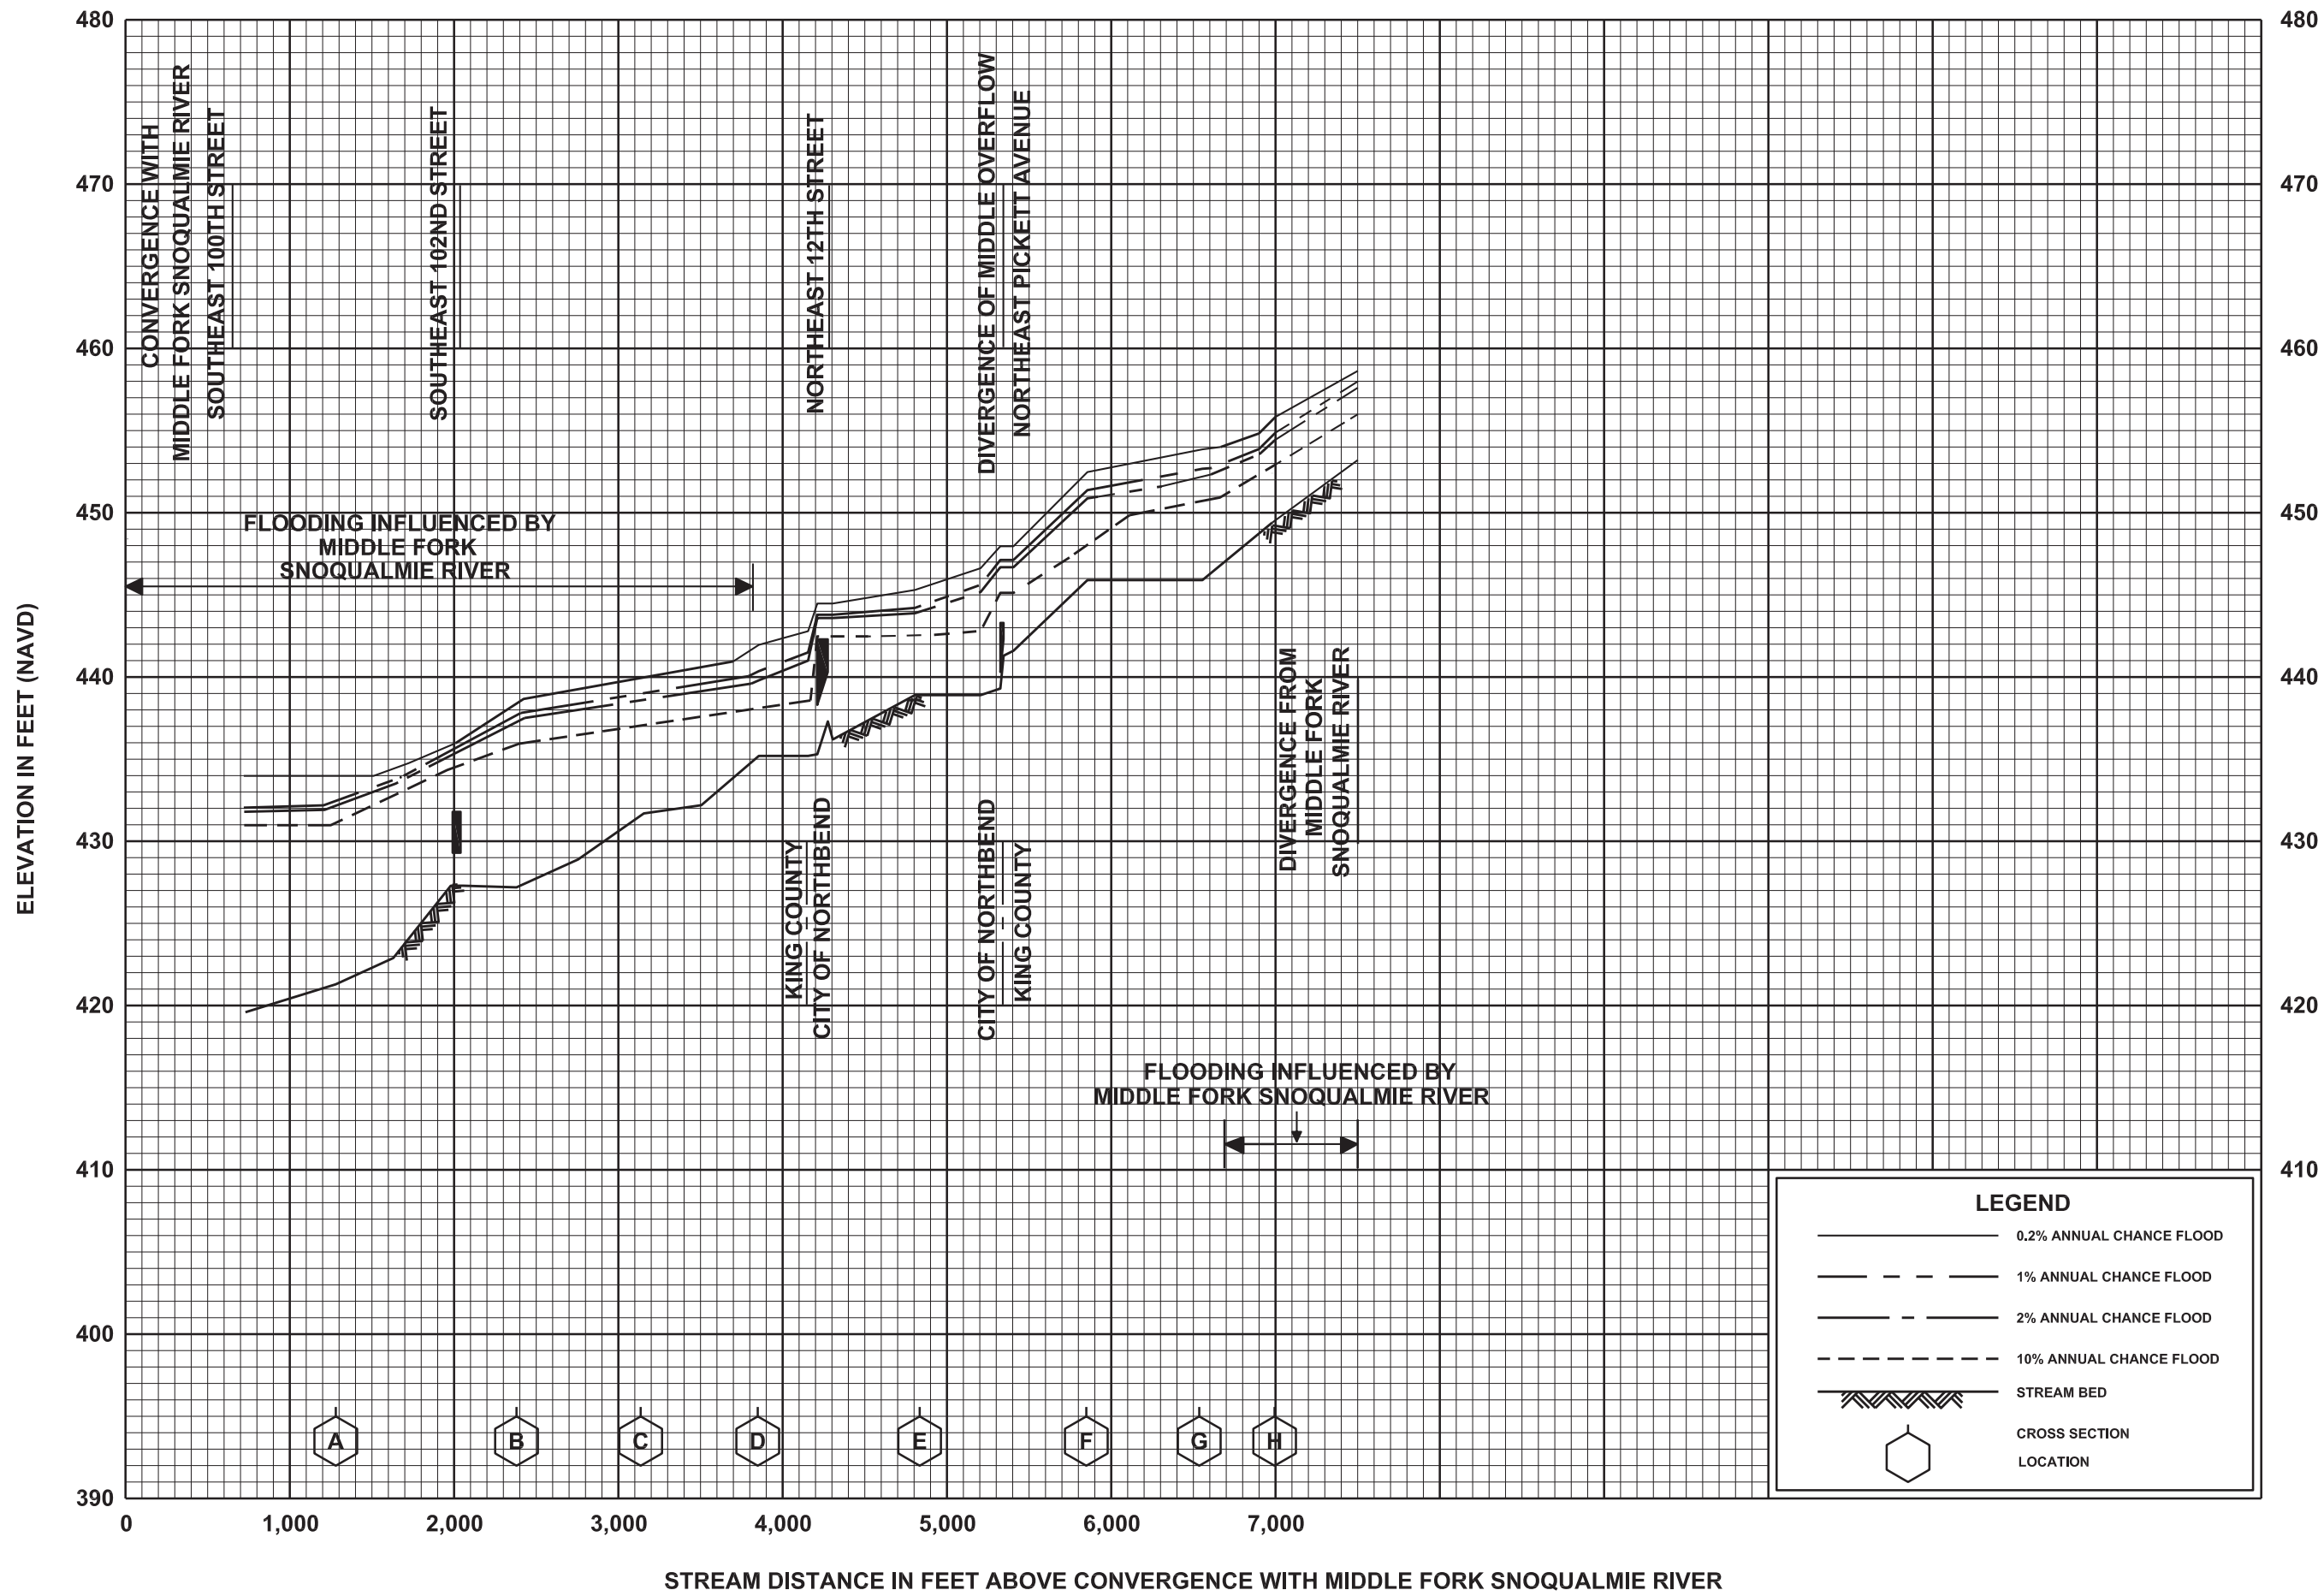 480
470
460
450
440
430
420
410
400
390
ELEVATION IN FEET (NAVD)
CONVERGENCE WITH
MIDDLE FORK SNOQUALMIE RIVER
SOUTHEAST 100TH STREET
SOUTHEAST 102ND STREET
NORTHEAST 12TH STREET
DIVERGENCE OF MIDDLE OVERFLOW
NORTHEAST PICKETT AVENUE
FLOODING INFLUENCED BY
MIDDLE FORK
SNOQUALMIE RIVER
KING COUNTY
CITY OF NORTHBEND
CITY OF NORTHBEND
KING COUNTY
DIVERGENCE FROM
MIDDLE FORK
SNOQUALMIE RIVER
FLOODING INFLUENCED BY
MIDDLE FORK SNOQUALMIE RIVER
480
470
460
450
440
430
420
410
LEGEND
0.2% ANNUAL CHANCE FLOOD
1% ANNUAL CHANCE FLOOD
2% ANNUAL CHANCE FLOOD
10% ANNUAL CHANCE FLOOD
STREAM BED
CROSS SECTION
LOCATION
A B C D E F G H
0 1,000 2,000 3,000 4,000 5,000 6,000 7,000
STREAM DISTANCE IN FEET ABOVE CONVERGENCE WITH MIDDLE FORK SNOQUALMIE RIVER